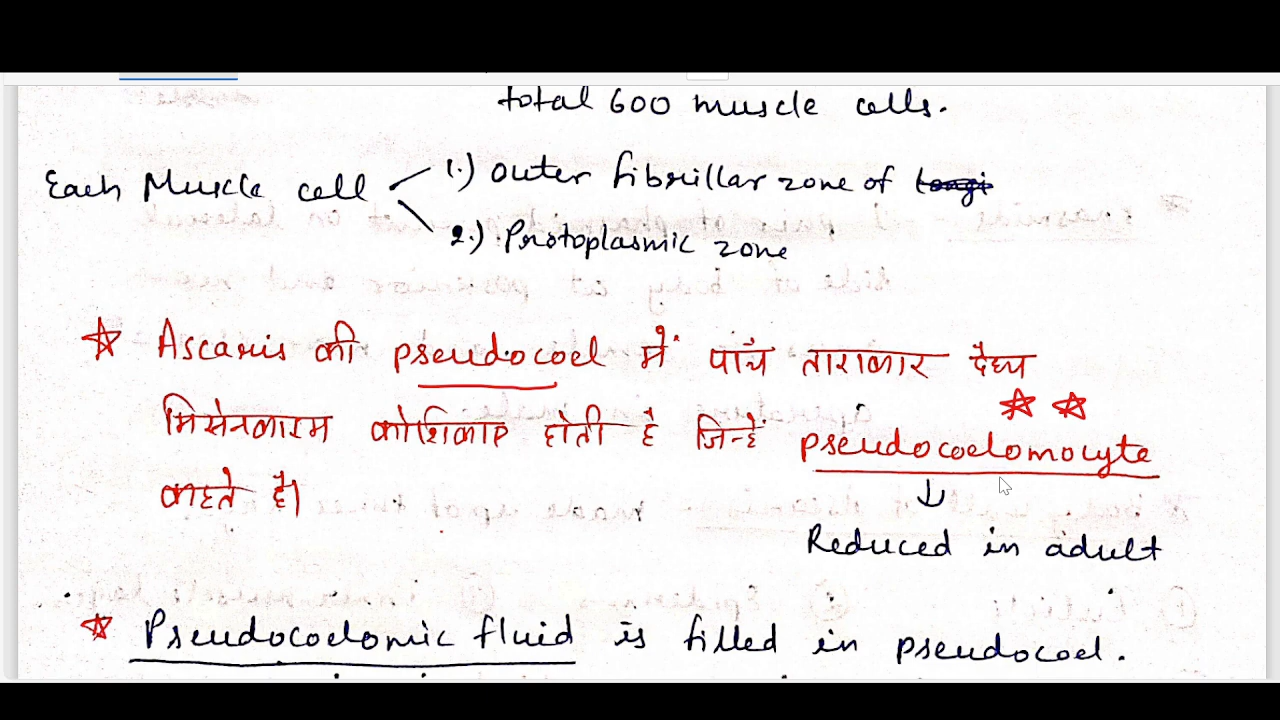 total 600 muscle cells.
Each Muscle cell 1.) Outer fibrillar zone of
2.) Protoplasmic zone
Ascaris की pseudocoel में पांच ताराकार दैध्य
मिसेनकाइम कोशिकाए होती है जिन्हें pseudocoelomocyte
कहते है।
↓
Reduced in adult
Pseudocoelomic fluid is filled in pseudocoel.